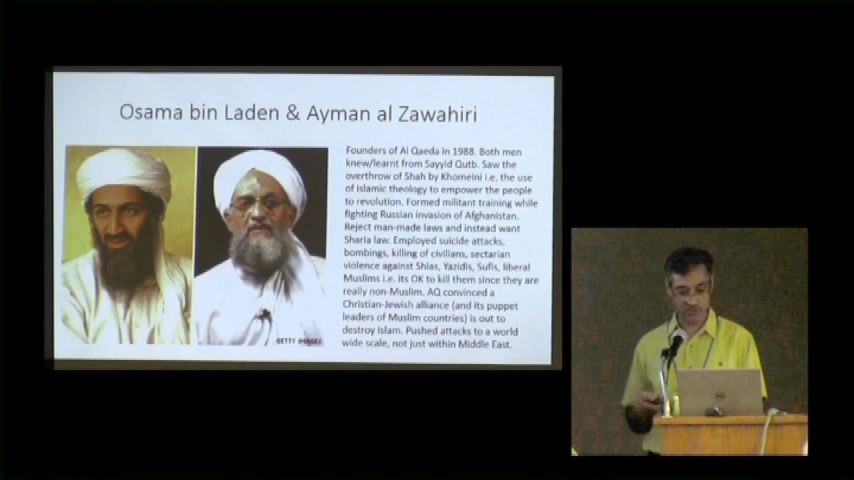 Osama bin Laden & Ayman al Zawahiri
Founders of Al Qaeda in 1988. Both men
knew/learnt from Sayyid Qutb. Saw the
overthrow of Shah by Khomeini i.e. the use
of Islamic theology to empower the people
to revolution. Formed militant training while
fighting Russian invasion of Afghanistan.
Reject man-made laws and instead want
Sharia law. Employed suicide attacks,
bombings, killing of civilians, sectarian
violence against Shias, Yazidis, Sufis, liberal
Muslims i.e. its OK to kill them since they are
really non-Muslim. AQ convinced a
Christian-Jewish alliance (and its puppet
leaders of Muslim countries) is out to
destroy Islam. Pushed attacks to a world
wide scale, not just within Middle East.
GETTY IMAGES